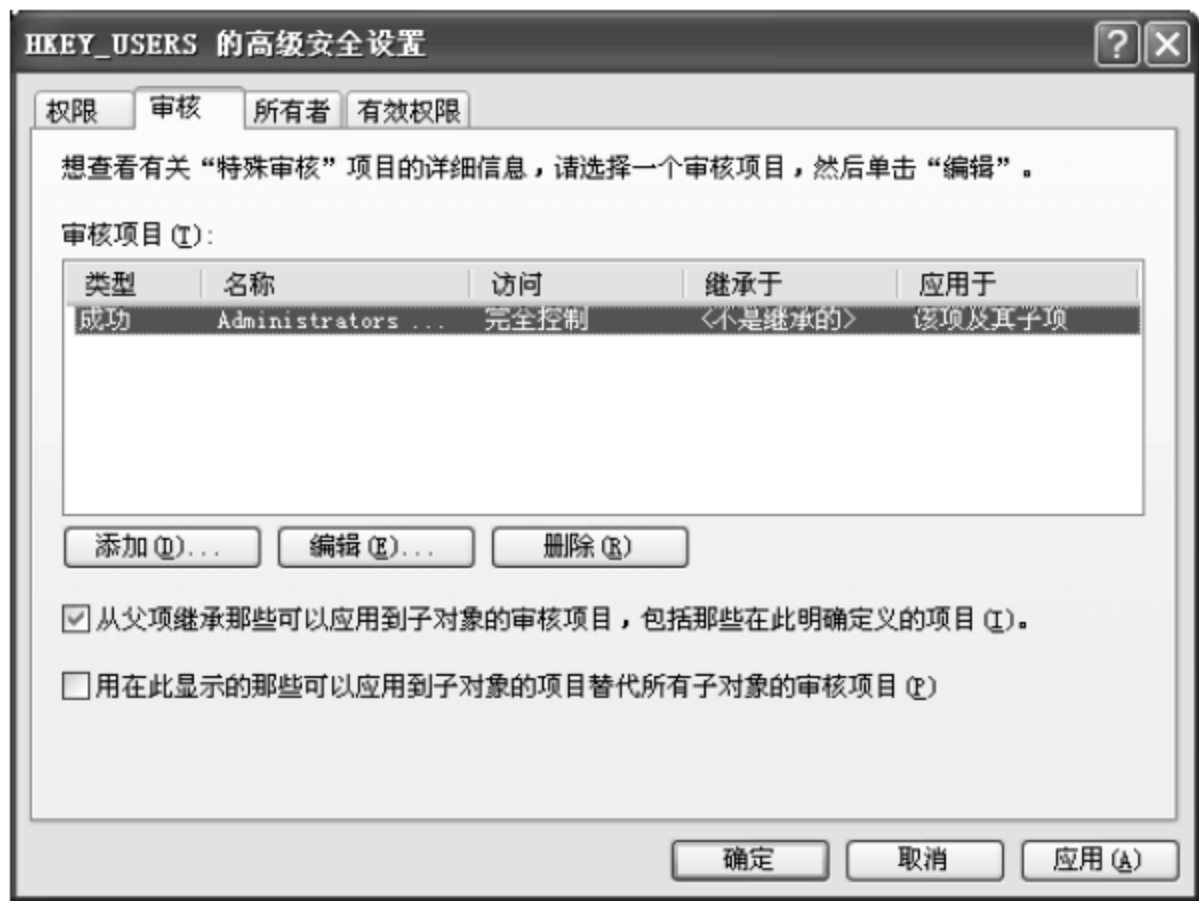 HKEY_USERS 的高级安全设置
权限 审核 所有者 有效权限
想查看有关“特殊审核”项目的详细信息，请选择一个审核项目，然后单击“编辑”。
审核项目(T):
类型 名称 访问 继承于 应用于
成功 Administrators ... 完全控制 <不是继承的> 该项及其子项
添加(D)... 编辑(E)... 删除(R)
从父项继承那些可以应用到子对象的审核项目，包括那些在此明确定义的项目(I)。
用在此显示的那些可以应用到子对象的项目替代所有子对象的审核项目(P)
确定 取消 应用(A)